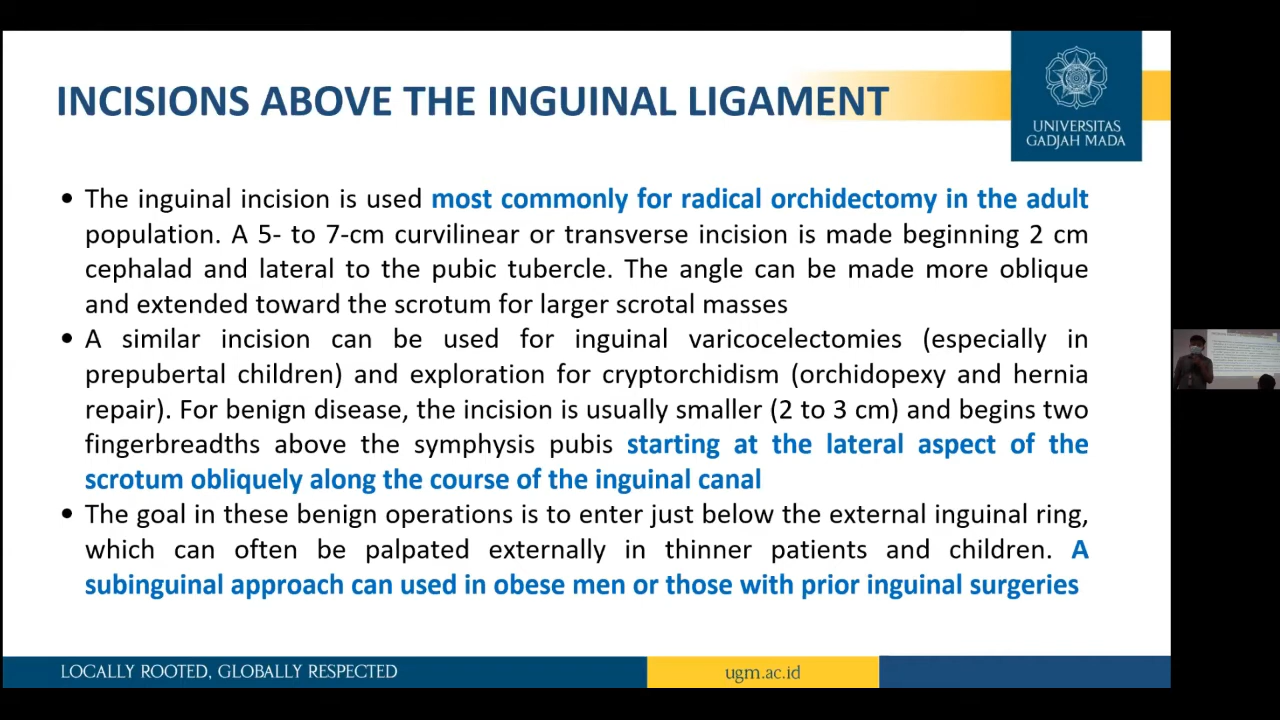 INCISIONS ABOVE THE INGUINAL LIGAMENT
UNIVERSITAS
GADJAH MADA
• The inguinal incision is used most commonly for radical orchidectomy in the adult
population. A 5- to 7-cm curvilinear or transverse incision is made beginning 2 cm
cephalad and lateral to the pubic tubercle. The angle can be made more oblique
and extended toward the scrotum for larger scrotal masses
• A similar incision can be used for inguinal varicocelectomies (especially in
prepubertal children) and exploration for cryptorchidism (orchidopexy and hernia
repair). For benign disease, the incision is usually smaller (2 to 3 cm) and begins two
fingerbreadths above the symphysis pubis starting at the lateral aspect of the
scrotum obliquely along the course of the inguinal canal
• The goal in these benign operations is to enter just below the external inguinal ring,
which can often be palpated externally in thinner patients and children. A
subinguinal approach can used in obese men or those with prior inguinal surgeries
LOCALLY ROOTED, GLOBALLY RESPECTED
ugm.ac.id